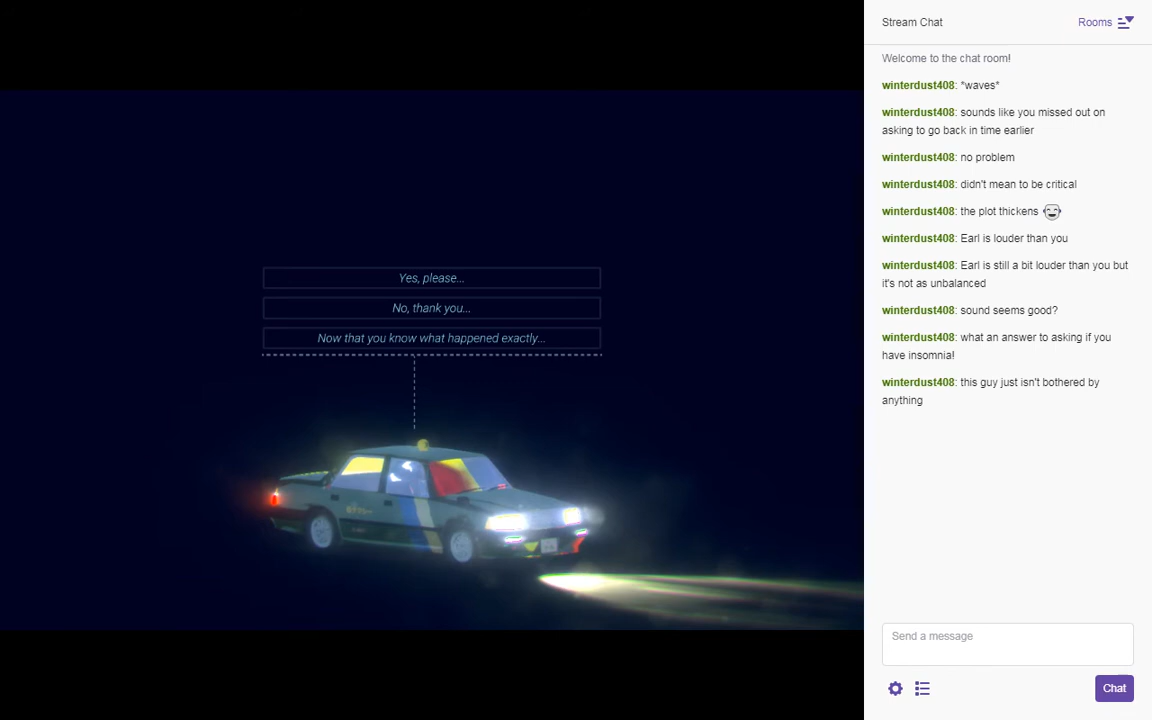 Stream Chat
Rooms
Welcome to the chat room!
winterdust408: *waves*
winterdust408: sounds like you missed out on
asking to go back in time earlier
winterdust408: no problem
winterdust408: didn't mean to be critical
winterdust408: the plot thickens
winterdust408: Earl is louder than you
winterdust408: Earl is still a bit louder than you but
it's not as unbalanced
winterdust408: sound seems good?
winterdust408: what an answer to asking if you
have insomnia!
winterdust408: this guy just isn't bothered by
anything
Yes, please...
No, thank you...
Now that you know what happened exactly...
Send a message
Chat